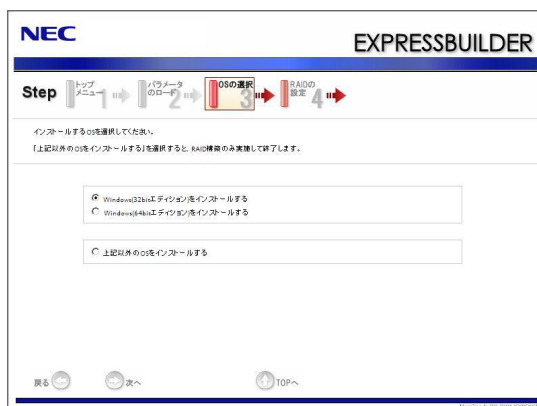 NEC
EXPRESSBUILDER
Step
トップ
メニュー 1
パラメータ
のロード 2
OSの選択
3
RAIDの
設定 4
インストールするOSを選択してください。
「上記以外のOSをインストールする」を選択すると、RAID構築のみ実施して終了します。
Windows(32bitエディション)をインストールする
Windows(64bitエディション)をインストールする
上記以外のOSをインストールする
戻る
次へ
TOPへ